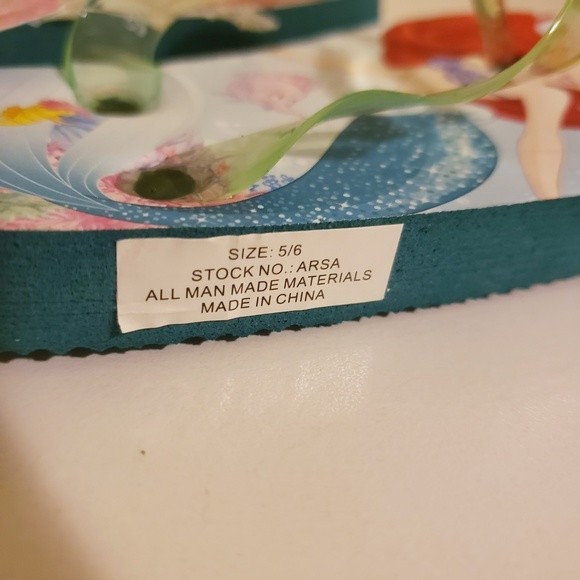 SIZE: 5/6
STOCK NO.: ARSA
ALL MAN MADE MATERIALS
MADE IN CHINA